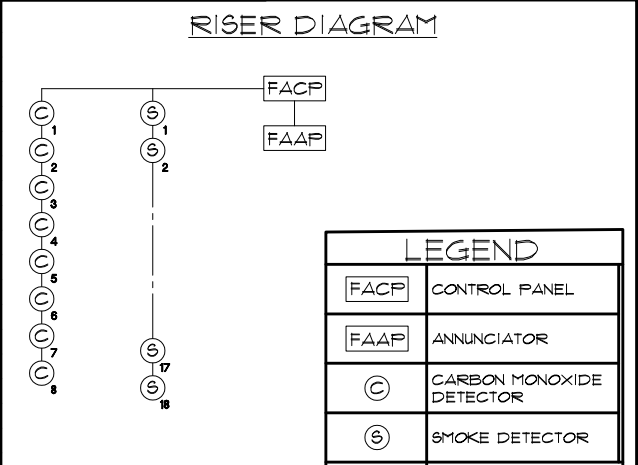 RISER DIAGRAM
FACP
FAAP
C 1
C 2
C 3
C 4
C 5
C 6
C 7
C 8
S 1
S 2
S 17
S 18
LEGEND
FACP CONTROL PANEL
FAAP ANNUNCIATOR
C CARBON MONOXIDE
DETECTOR
S SMOKE DETECTOR